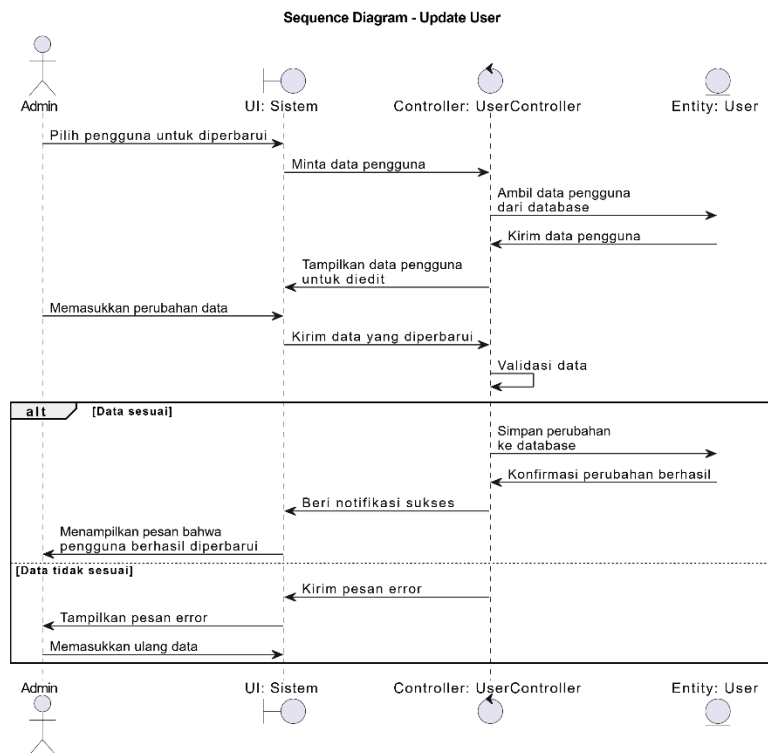 Sequence Diagram - Update User
Admin
UI: Sistem
Controller: UserController
Entity: User
Pilih pengguna untuk diperbarui
Minta data pengguna
Ambil data pengguna
dari database
Kirim data pengguna
Tampilkan data pengguna
untuk diedit
Memasukkan perubahan data
Kirim data yang diperbarui
Validasi data
alt
[Data sesuai]
Simpan perubahan
ke database
Konfirmasi perubahan berhasil
Beri notifikasi sukses
Menampilkan pesan bahwa
pengguna berhasil diperbarui
[Data tidak sesuai]
Kirim pesan error
Tampilkan pesan error
Memasukkan ulang data
Admin
UI: Sistem
Controller: UserController
Entity: User